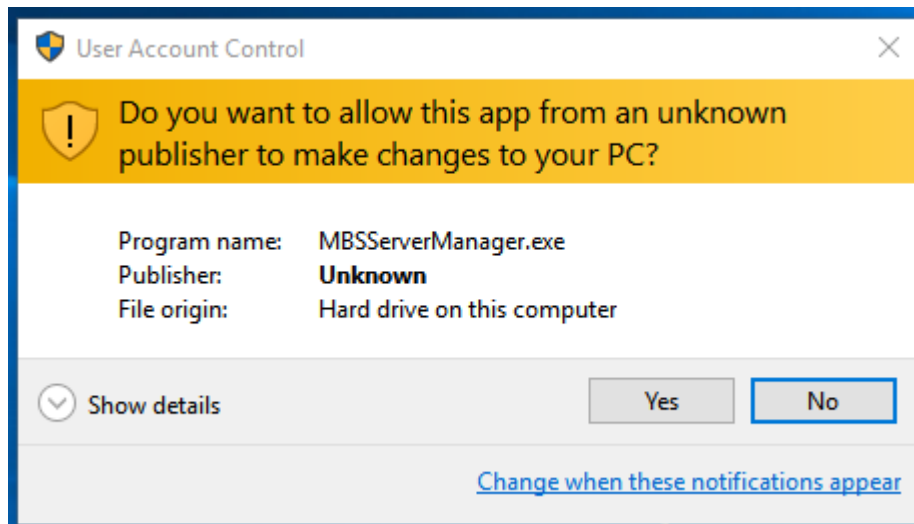 User Account Control
Do you want to allow this app from an unknown
publisher to make changes to your PC?
Program name: MBSServerManager.exe
Publisher: Unknown
File origin: Hard drive on this computer
Show details
Yes
No
Change when these notifications appear